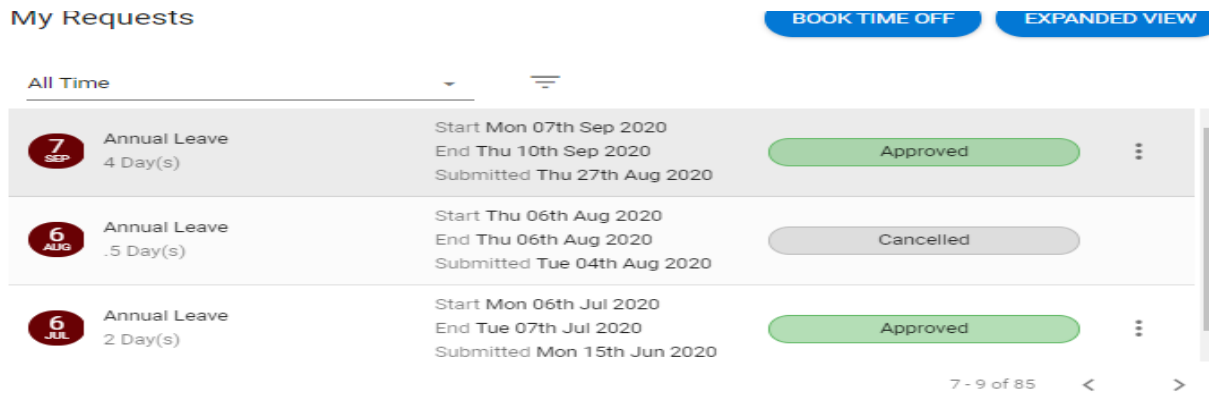 My Requests
BOOK TIME OFF
EXPANDED VIEW
All Time
7
SEP
Annual Leave
4 Day(s)
Start Mon 07th Sep 2020
End Thu 10th Sep 2020
Submitted Thu 27th Aug 2020
Approved
6
AUG
Annual Leave
.5 Day(s)
Start Thu 06th Aug 2020
End Thu 06th Aug 2020
Submitted Tue 04th Aug 2020
Cancelled
6
JUL
Annual Leave
2 Day(s)
Start Mon 06th Jul 2020
End Tue 07th Jul 2020
Submitted Mon 15th Jun 2020
Approved
7 - 9 of 85